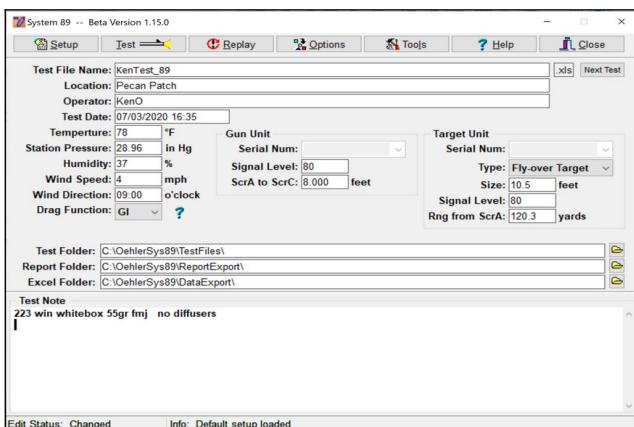 System 89 -- Beta Version 1.15.0
Setup Test Replay Options Tools Help Close
Test File Name: KenTest_89 .xls Next Test
Location: Pecan Patch
Operator: KenO
Test Date: 07/03/2020 16:35
Temperture: 78 °F
Station Pressure: 28.96 in Hg
Humidity: 37 %
Wind Speed: 4 mph
Wind Direction: 09:00 o'clock
Drag Function: GI ?
Gun Unit
Serial Num:
Signal Level: 80
ScrA to ScrC: 8.000 feet
Target Unit
Serial Num:
Type: Fly-over Target
Size: 10.5 feet
Signal Level: 80
Rng from ScrA: 120.3 yards
Test Folder: C:\OehlerSys89\TestFiles\
Report Folder: C:\OehlerSys89\ReportExport\
Excel Folder: C:\OehlerSys89\DataExport\
Test Note
223 win whitebox 55gr fmj no diffusers
Edit Status: Changed Info: Default setup loaded